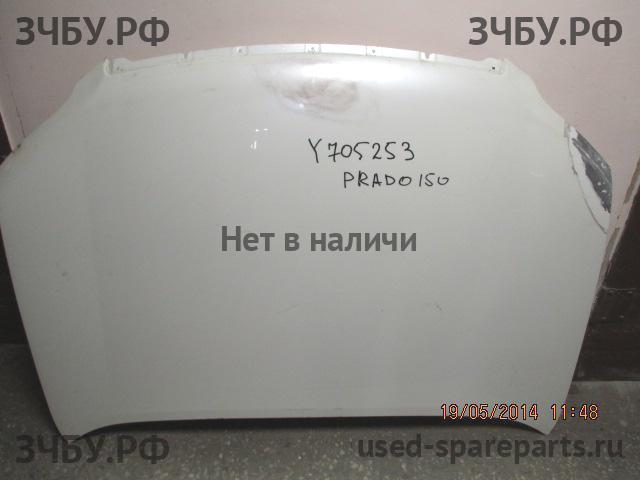 ЗЧБУ.РФ ЗЧБУ.РФ
Y705253
PRADO150
Нет в наличи
19/05/2014 11:48
ЗЧБУ.РФ used-spareparts.ru